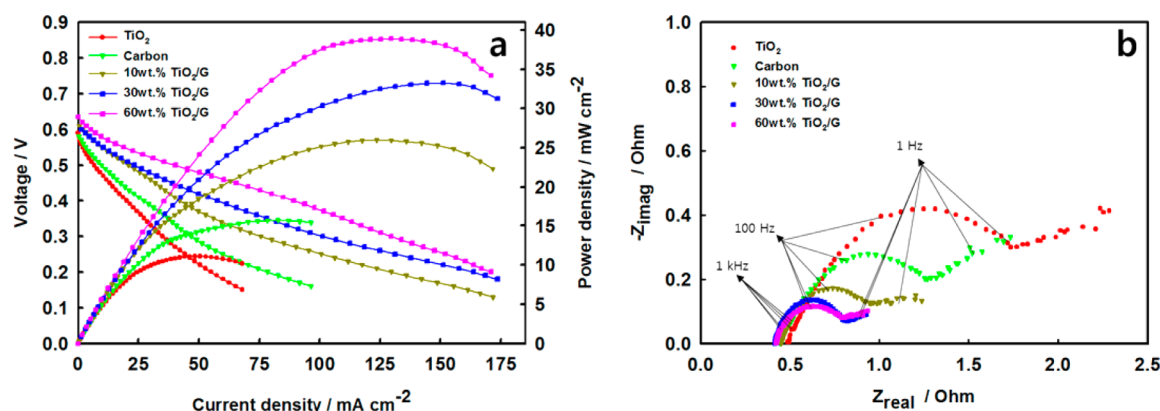 a
TiO2
Carbon
10wt.% TiO2/G
30wt.% TiO2/G
60wt.% TiO2/G
Voltage / V
0.9
0.8
0.7
0.6
0.5
0.4
0.3
0.2
0.1
0.0
0 25 50 75 100 125 150 175
Current density / mA cm-2
40
35
30
25
20
15
10
5
0
Power density / mW cm-2
b
TiO2
Carbon
10wt.% TiO2/G
30wt.% TiO2/G
60wt.% TiO2/G
1 Hz
100 Hz
1 kHz
-Zimag / Ohm
1.0
0.8
0.6
0.4
0.2
0.0
0.0 0.5 1.0 1.5 2.0 2.5
Zreal / Ohm